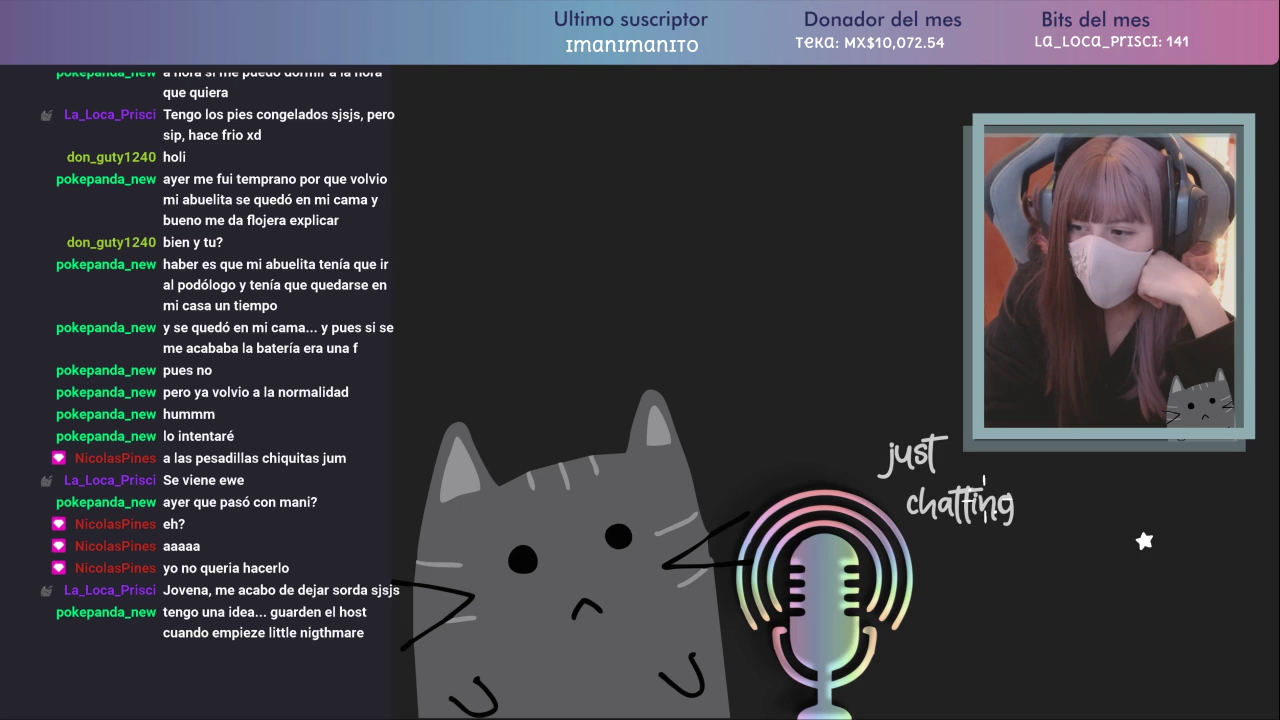 Ultimo suscriptor
Donador del mes
Bits del mes
Imanimanito
Teka: MX$10,072.54
La_Loca_Prisci: 141
pokepanda_new a hora si me puedo dormir a la hora
que quiera
La_Loca_Prisci Tengo los pies congelados sjsjs, pero
sip, hace frio xd
don_guty1240 holi
pokepanda_new ayer me fui temprano por que volvio
mi abuelita se quedó en mi cama y
bueno me da flojera explicar
don_guty1240 bien y tu?
pokepanda_new haber es que mi abuelita tenía que ir
al podólogo y tenía que quedarse en
mi casa un tiempo
pokepanda_new y se quedó en mi cama... y pues si se
me acababa la batería era una f
pokepanda_new pues no
pokepanda_new pero ya volvio a la normalidad
pokepanda_new hummm
pokepanda_new lo intentaré
NicolasPines a las pesadillas chiquitas jum
La_Loca_Prisci Se viene ewe
pokepanda_new ayer que pasó con mani?
NicolasPines eh?
NicolasPines aaaaa
NicolasPines yo no queria hacerlo
La_Loca_Prisci Jovena, me acabo de dejar sorda sjsjs
pokepanda_new tengo una idea... guarden el host
cuando empieze little nigthmare
just
chatting